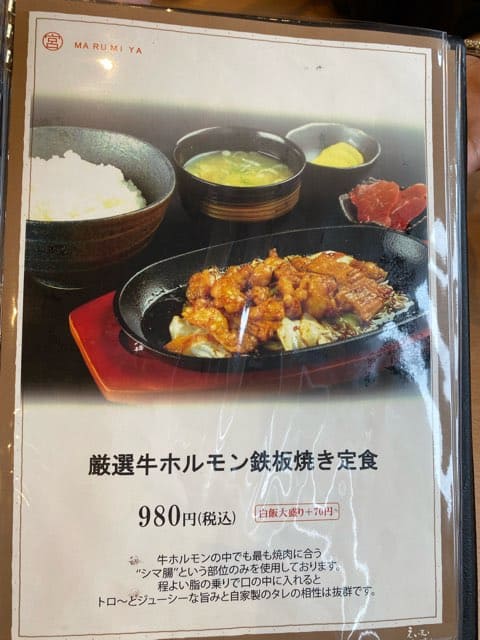 宮 MARUMIYA
厳選牛ホルモン鉄板焼き定食
980円(税込) 白飯大盛り+70円
牛ホルモンの中でも最も焼肉に合う
“シマ腸”という部位のみを使用しております。
程よい脂の乗りで口の中に入れると
トロ〜とジューシーな旨みと自家製のタレの相性は抜群です。